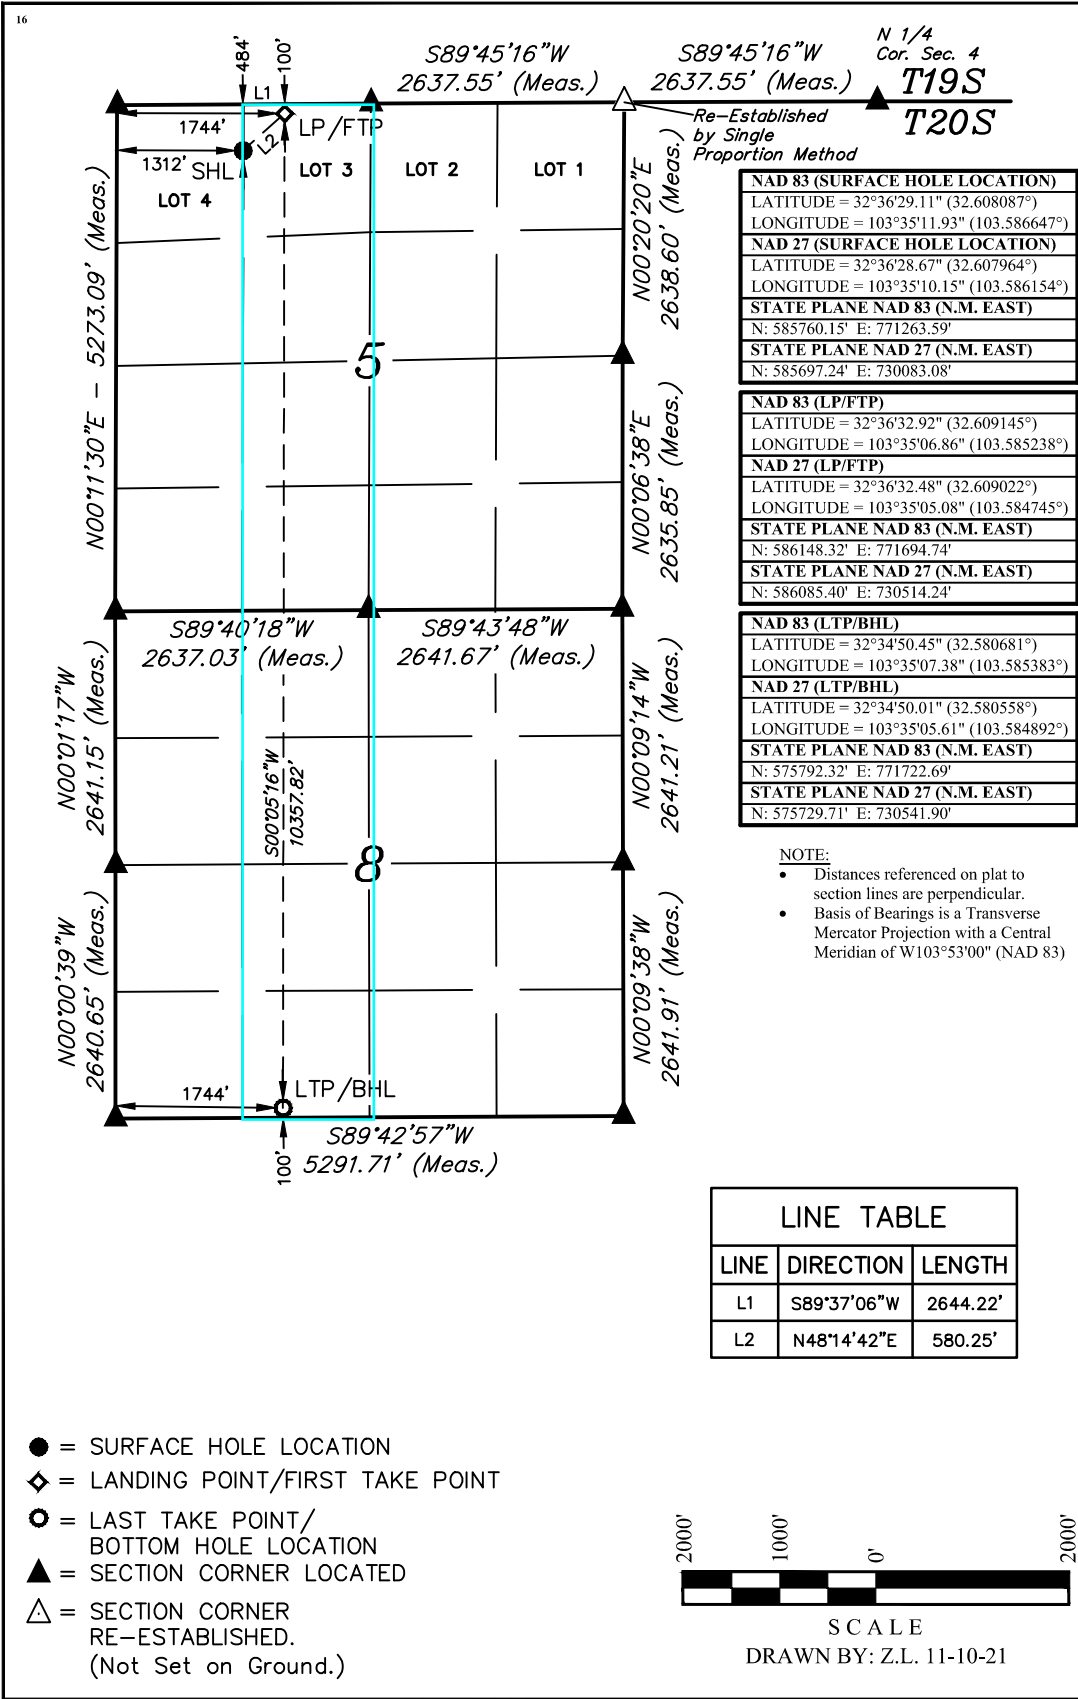 16
484'
100'
L1
S89°45'16"W
2637.55' (Meas.)
S89°45'16"W
2637.55' (Meas.)
N 1/4
Cor. Sec. 4
T19S
T20S
Re-Established
by Single
Proportion Method
1744'
LP/FTP
L2
1312'
SHL
LOT 4
LOT 3
LOT 2
LOT 1
N00°11'30"E - 5273.09' (Meas.)
N00°20'20"E
2638.60' (Meas.)
5
N00°06'38"E
2635.85' (Meas.)
S89°40'18"W
2637.03' (Meas.)
S89°43'48"W
2641.67' (Meas.)
N00°01'17"W
2641.15' (Meas.)
S00°05'16"W
10357.82'
N00°09'14"W
2641.21' (Meas.)
8
N00°00'39"W
2640.65' (Meas.)
N00°09'38"W
2641.91' (Meas.)
1744'
LTP/BHL
100'
S89°42'57"W
5291.71' (Meas.)
NAD 83 (SURFACE HOLE LOCATION)
LATITUDE = 32°36'29.11" (32.608087°)
LONGITUDE = 103°35'11.93" (103.586647°)
NAD 27 (SURFACE HOLE LOCATION)
LATITUDE = 32°36'28.67" (32.607964°)
LONGITUDE = 103°35'10.15" (103.586154°)
STATE PLANE NAD 83 (N.M. EAST)
N: 585760.15' E: 771263.59'
STATE PLANE NAD 27 (N.M. EAST)
N: 585697.24' E: 730083.08'
NAD 83 (LP/FTP)
LATITUDE = 32°36'32.92" (32.609145°)
LONGITUDE = 103°35'06.86" (103.585238°)
NAD 27 (LP/FTP)
LATITUDE = 32°36'32.48" (32.609022°)
LONGITUDE = 103°35'05.08" (103.584745°)
STATE PLANE NAD 83 (N.M. EAST)
N: 586148.32' E: 771694.74'
STATE PLANE NAD 27 (N.M. EAST)
N: 586085.40' E: 730514.24'
NAD 83 (LTP/BHL)
LATITUDE = 32°34'50.45" (32.580681°)
LONGITUDE = 103°35'07.38" (103.585383°)
NAD 27 (LTP/BHL)
LATITUDE = 32°34'50.01" (32.580558°)
LONGITUDE = 103°35'05.61" (103.584892°)
STATE PLANE NAD 83 (N.M. EAST)
N: 575792.32' E: 771722.69'
STATE PLANE NAD 27 (N.M. EAST)
N: 575729.71' E: 730541.90'
NOTE:
• Distances referenced on plat to
section lines are perpendicular.
• Basis of Bearings is a Transverse
Mercator Projection with a Central
Meridian of W103°53'00" (NAD 83)
LINE TABLE
LINE DIRECTION LENGTH
L1 S89°37'06"W 2644.22'
L2 N48°14'42"E 580.25'
= SURFACE HOLE LOCATION
= LANDING POINT/FIRST TAKE POINT
= LAST TAKE POINT/
BOTTOM HOLE LOCATION
= SECTION CORNER LOCATED
= SECTION CORNER
RE-ESTABLISHED.
(Not Set on Ground.)
2000' 1000' 0' 2000'
SCALE
DRAWN BY: Z.L. 11-10-21